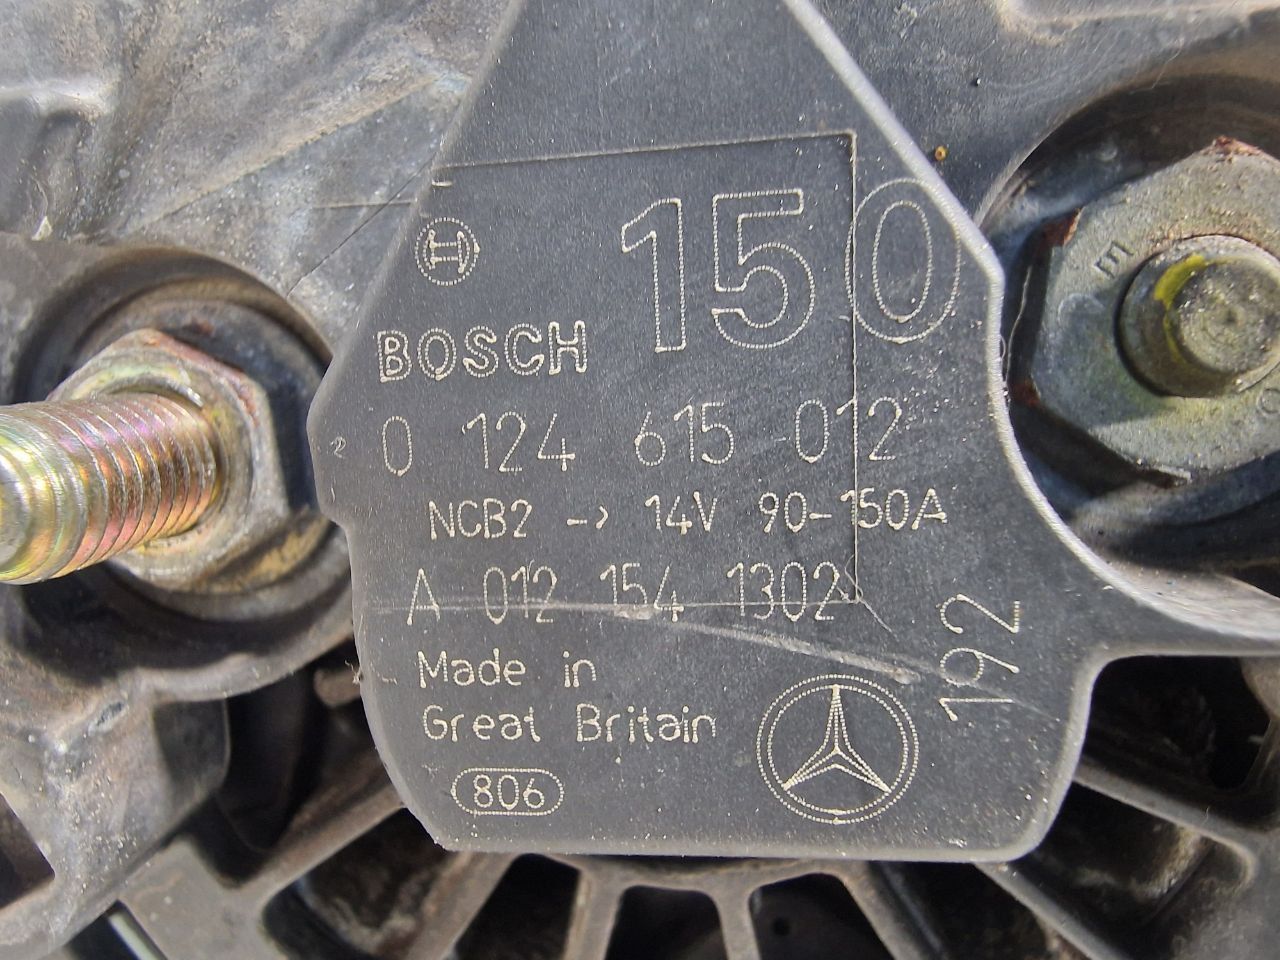 150
BOSCH
0 124 615 012
NCB2 -> 14V 90-150A
A 012 154 1302
192
Made in
Great Britain
806
E